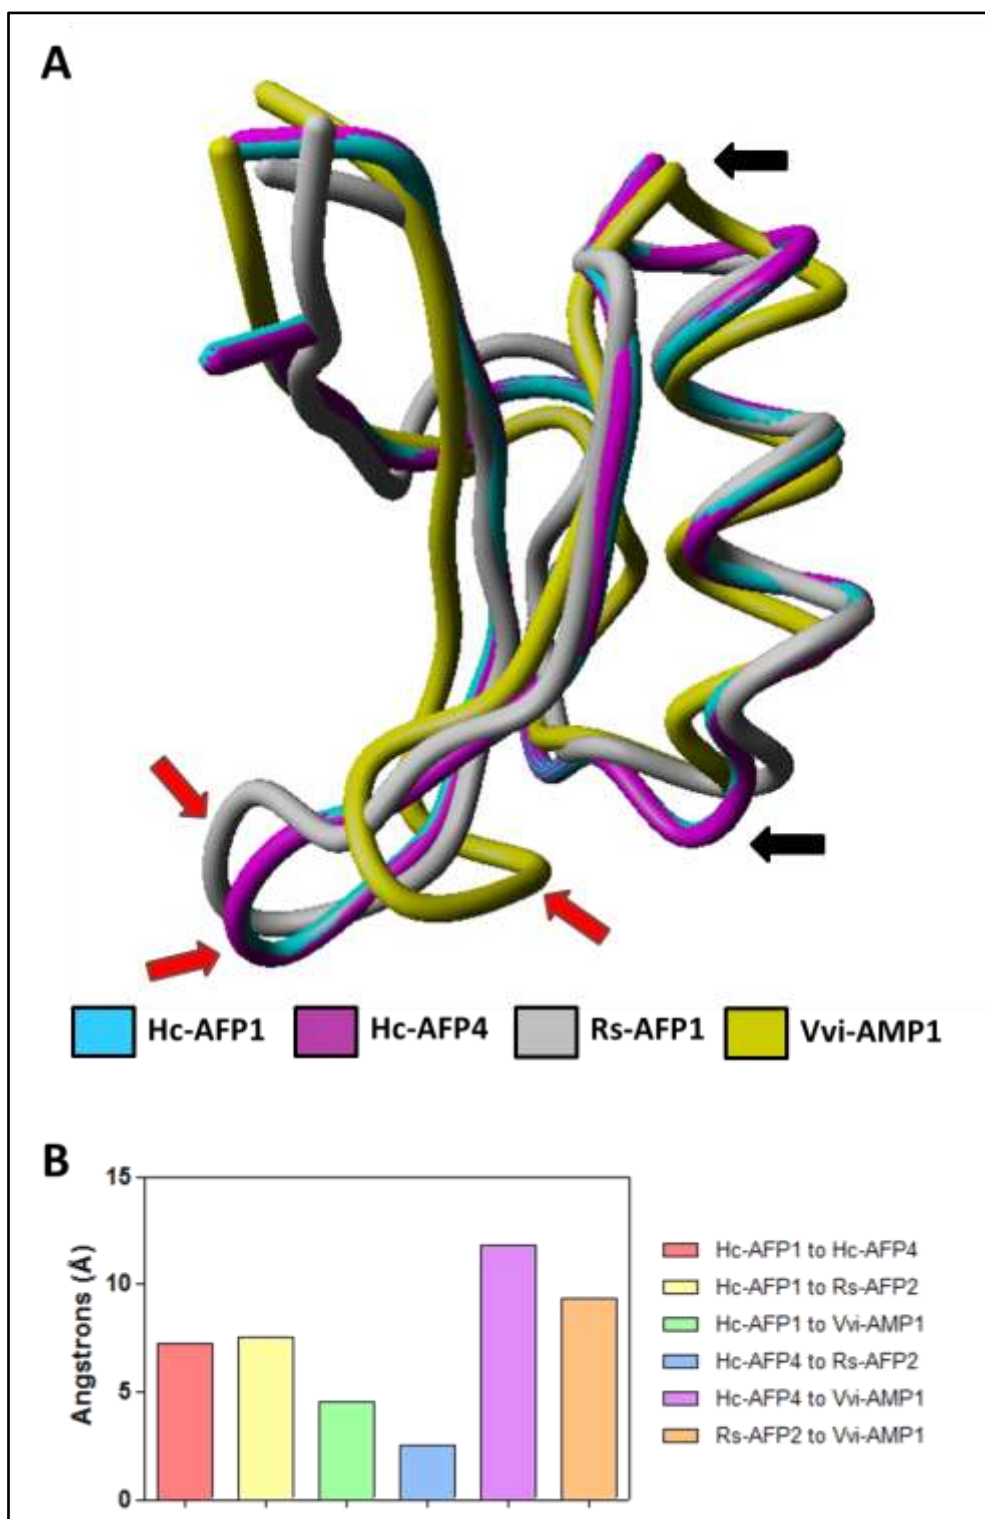 A
Hc-AFP1 Hc-AFP4 Rs-AFP1 Vvi-AMP1
B
Angstrons (Å)
15
10
5
0
Hc-AFP1 to Hc-AFP4
Hc-AFP1 to Rs-AFP2
Hc-AFP1 to Vvi-AMP1
Hc-AFP4 to Rs-AFP2
Hc-AFP4 to Vvi-AMP1
Rs-AFP2 to Vvi-AMP1